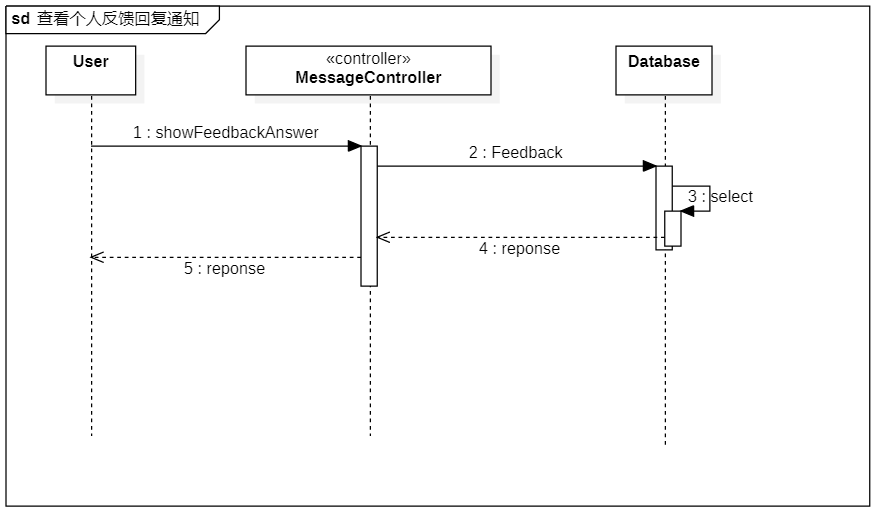 sd 查看个人反馈回复通知
User
«controller»
MessageController
Database
1 : showFeedbackAnswer
2 : Feedback
3 : select
4 : reponse
5 : reponse